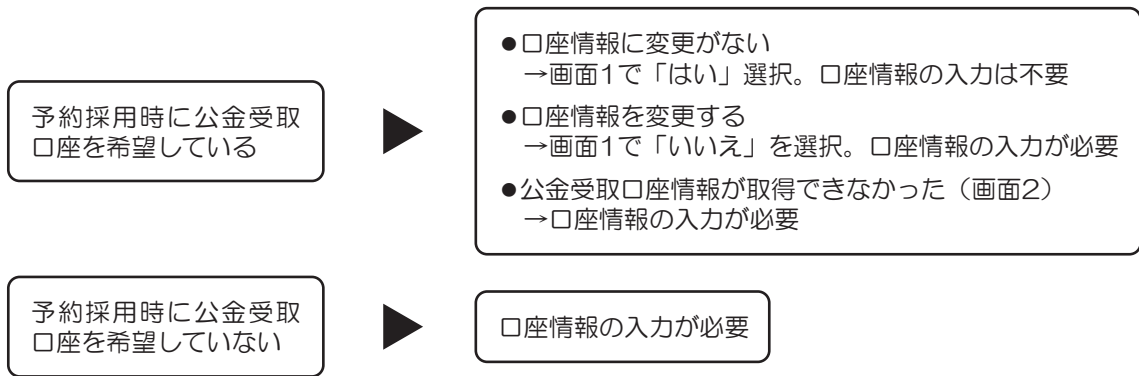 予約採用時に公金受取
口座を希望している
●口座情報に変更がない
→画面1で「はい」選択。口座情報の入力は不要
●口座情報を変更する
→画面1で「いいえ」を選択。口座情報の入力が必要
●公金受取口座情報が取得できなかった（画面2）
→口座情報の入力が必要
予約採用時に公金受取
口座を希望していない
口座情報の入力が必要